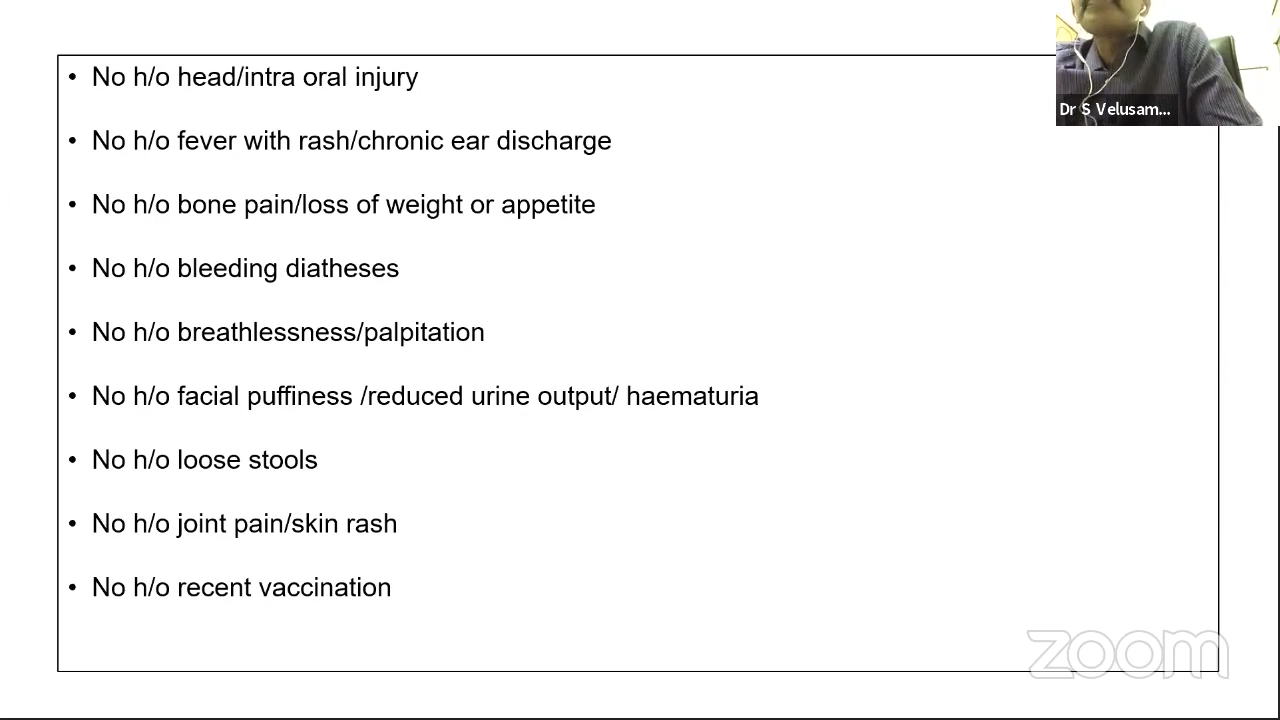 • No h/o head/intra oral injury
• No h/o fever with rash/chronic ear discharge
• No h/o bone pain/loss of weight or appetite
• No h/o bleeding diatheses
• No h/o breathlessness/palpitation
• No h/o facial puffiness /reduced urine output/ haematuria
• No h/o loose stools
• No h/o joint pain/skin rash
• No h/o recent vaccination
Dr S Velusam...
zoom